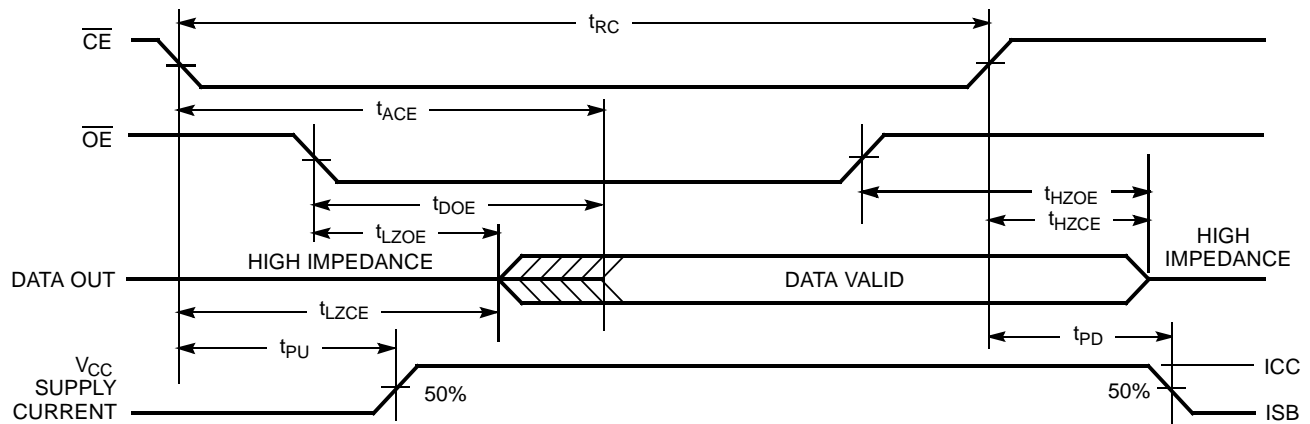 tRC
CE
tACE
OE
tDOE
tHZOE
tLZOE
tHZCE
HIGH IMPEDANCE
HIGH
IMPEDANCE
DATA OUT
DATA VALID
tLZCE
tPU
tPD
VCC
SUPPLY
CURRENT
50%
50%
ICC
ISB